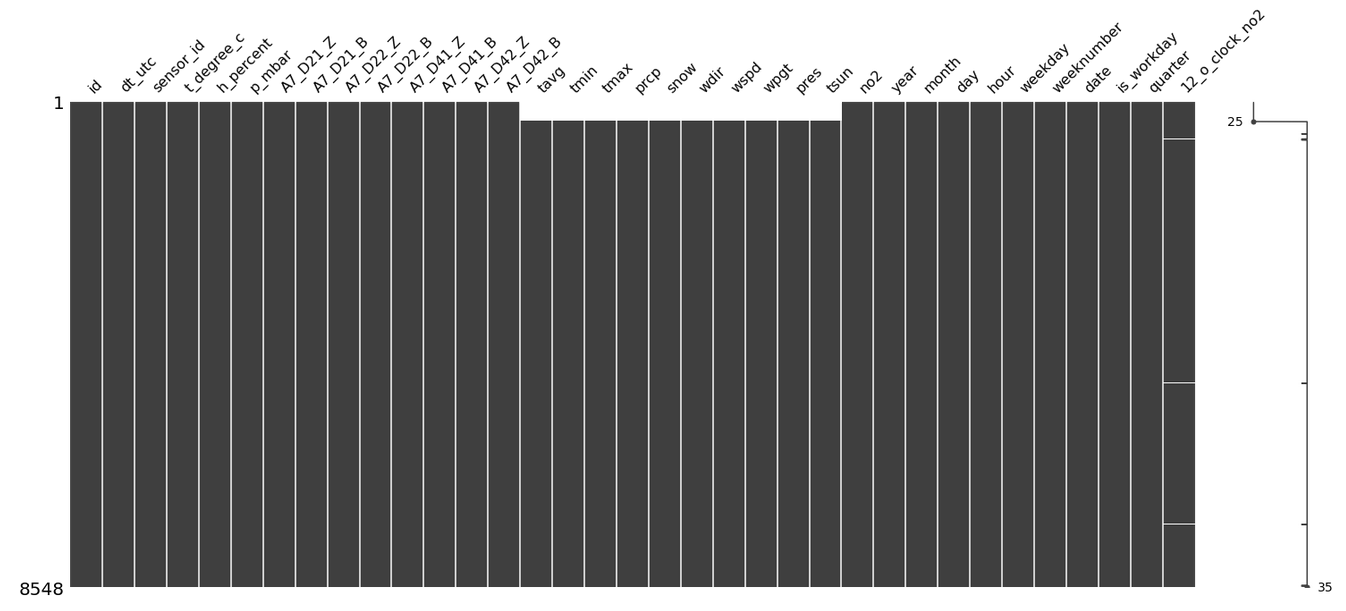 id
dt_utc
sensor_id
t_degree_c
h_percent
p_mbar
A7_D21_Z
A7_D21_B
A7_D22_Z
A7_D22_B
A7_D41_Z
A7_D41_B
A7_D42_Z
A7_D42_B
tavg
tmin
tmax
prcp
snow
wdir
wspd
wpgt
pres
tsun
no2
year
month
day
hour
weekday
weeknumber
date
is_workday
quarter
12_o_clock_no2
1
25
8548
35